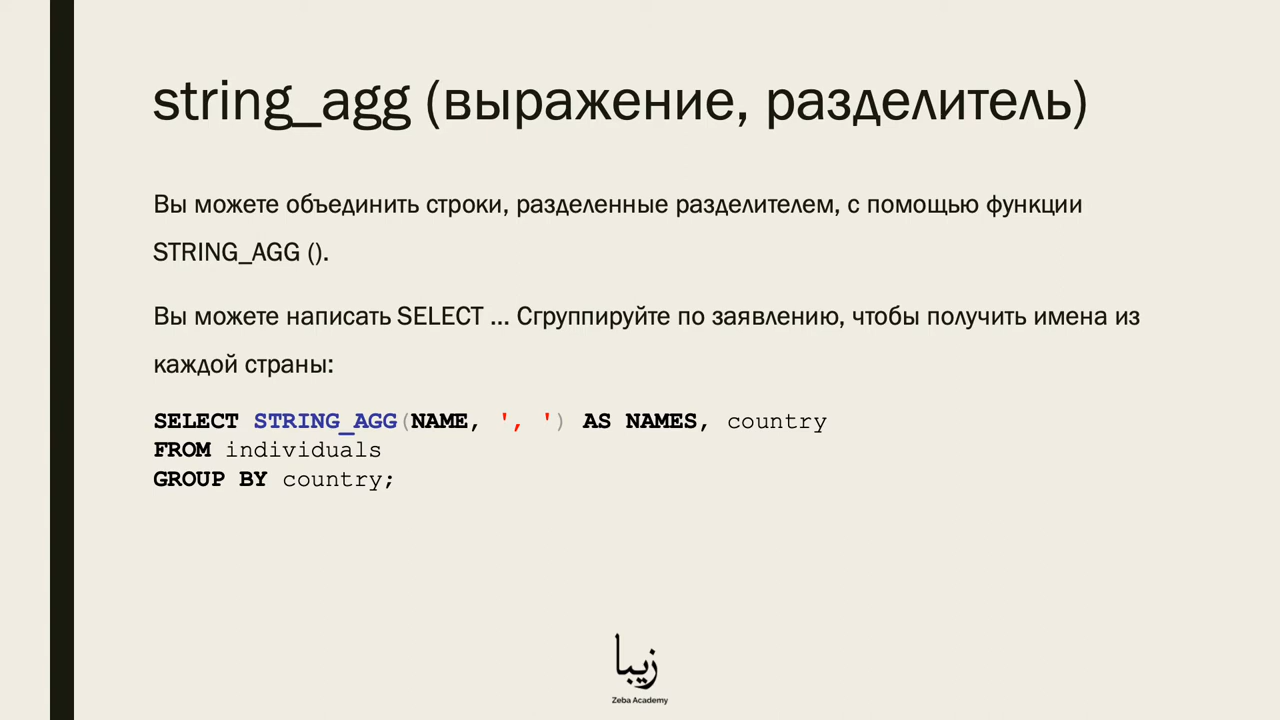 string_agg (выражение, разделитель)
Вы можете объединить строки, разделенные разделителем, с помощью функции
STRING_AGG ().
Вы можете написать SELECT ... Сгруппируйте по заявлению, чтобы получить имена из
каждой страны:
SELECT STRING_AGG(NAME, ', ') AS NAMES, country
FROM individuals
GROUP BY country;
زيبا
Zeba Academy